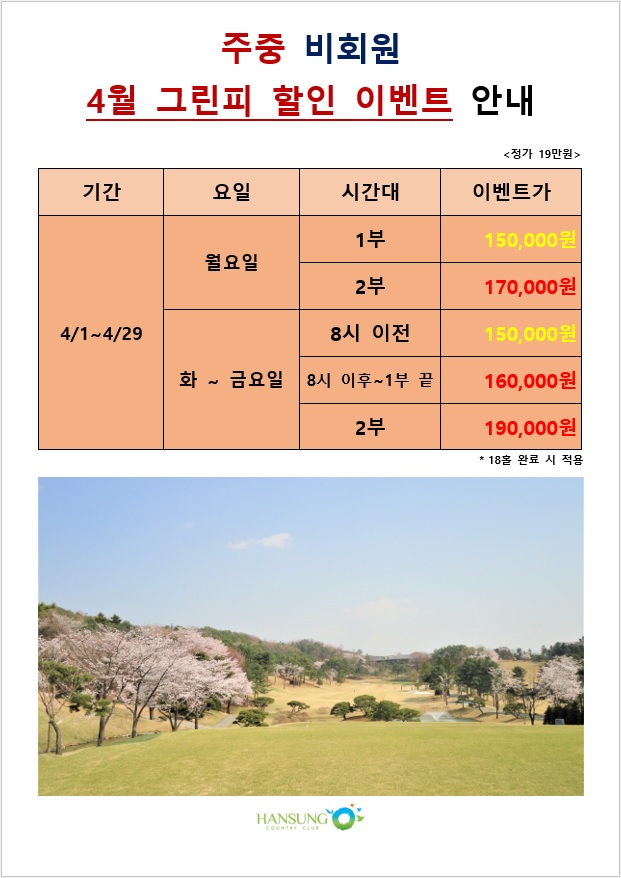 주중 비회원
4월 그린피 할인 이벤트 안내
<정가 19만원>
기간 요일 시간대 이벤트가
4/1~4/29 월요일 1부 150,000원
2부 170,000원
화 ~ 금요일 8시 이전 150,000원
8시 이후~1부 끝 160,000원
2부 190,000원
* 18홀 완료 시 적용
HANSUNG
COUNTRY CLUB